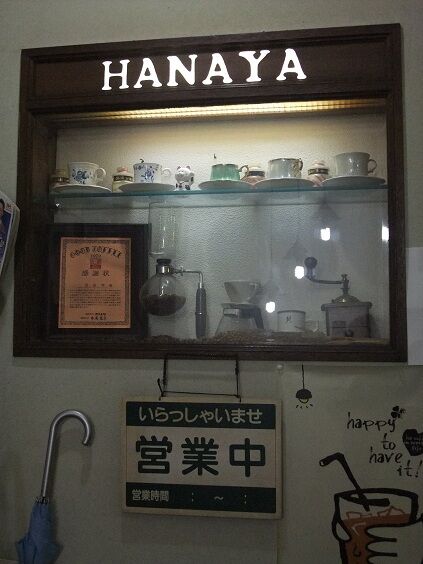 HANAYA
GOOD COFFEE
感謝状
いらっしゃいませ
営業中
営業時間 : ～ :
happy
to
have
it!